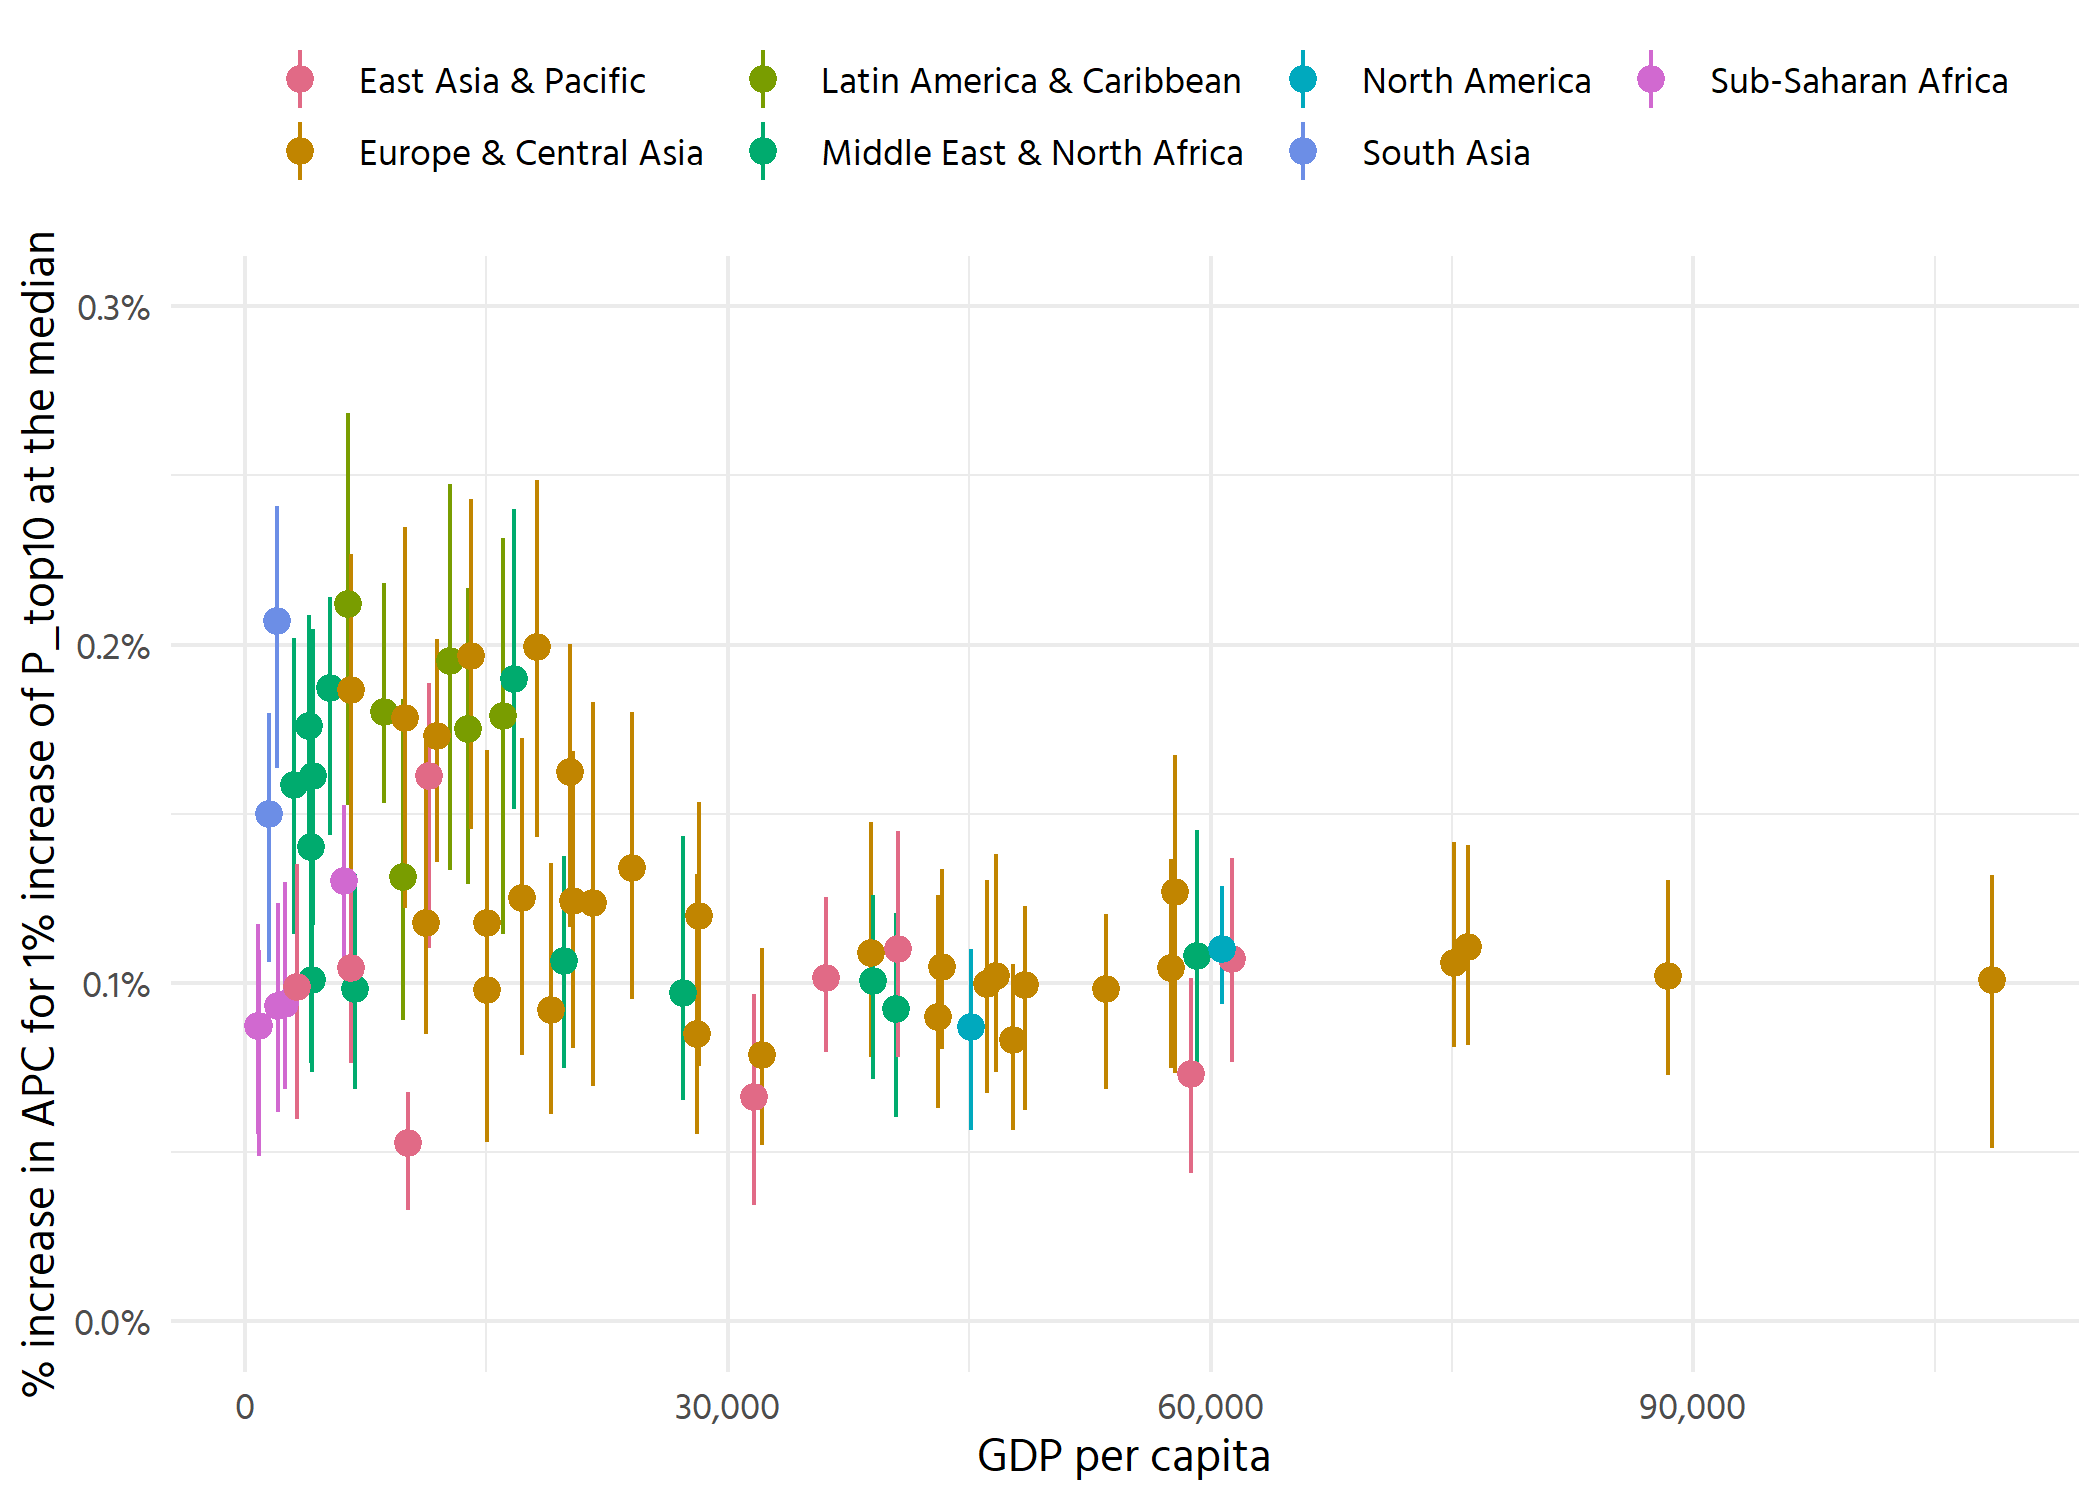 East Asia & Pacific
Latin America & Caribbean
North America
Sub-Saharan Africa
Europe & Central Asia
Middle East & North Africa
South Asia
% increase in APC for 1% increase of P_top10 at the median
0.3%
0.2%
0.1%
0.0%
0
30,000
60,000
90,000
GDP per capita